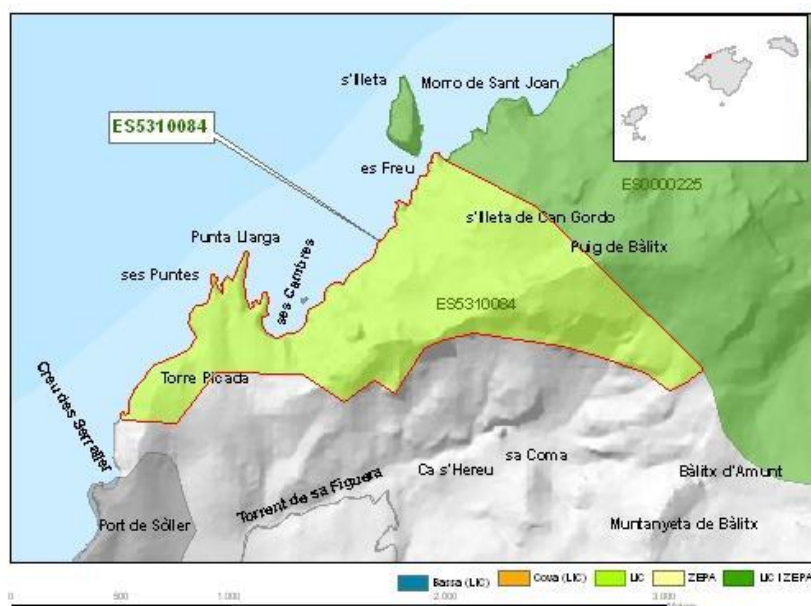 s'Illeta
Morro de Sant Joan
ES5310084
es Freu
ES0000225
s'Illeta de Can Gordo
Punta Llarga
Puig de Bàlitx
ses Puntes
ses Cambres
ES5310084
Torre Picada
Creu des Serraller
sa Coma
Ca s'Hereu
Bàlitx d'Amunt
Torrent de sa Figuera
Port de Sòller
Muntanyeta de Bàlitx
Bassa (LIC)
Cova (LIC)
LIC
ZEPA
LIC I ZEPA
0
500
1.000
2.000
3.000